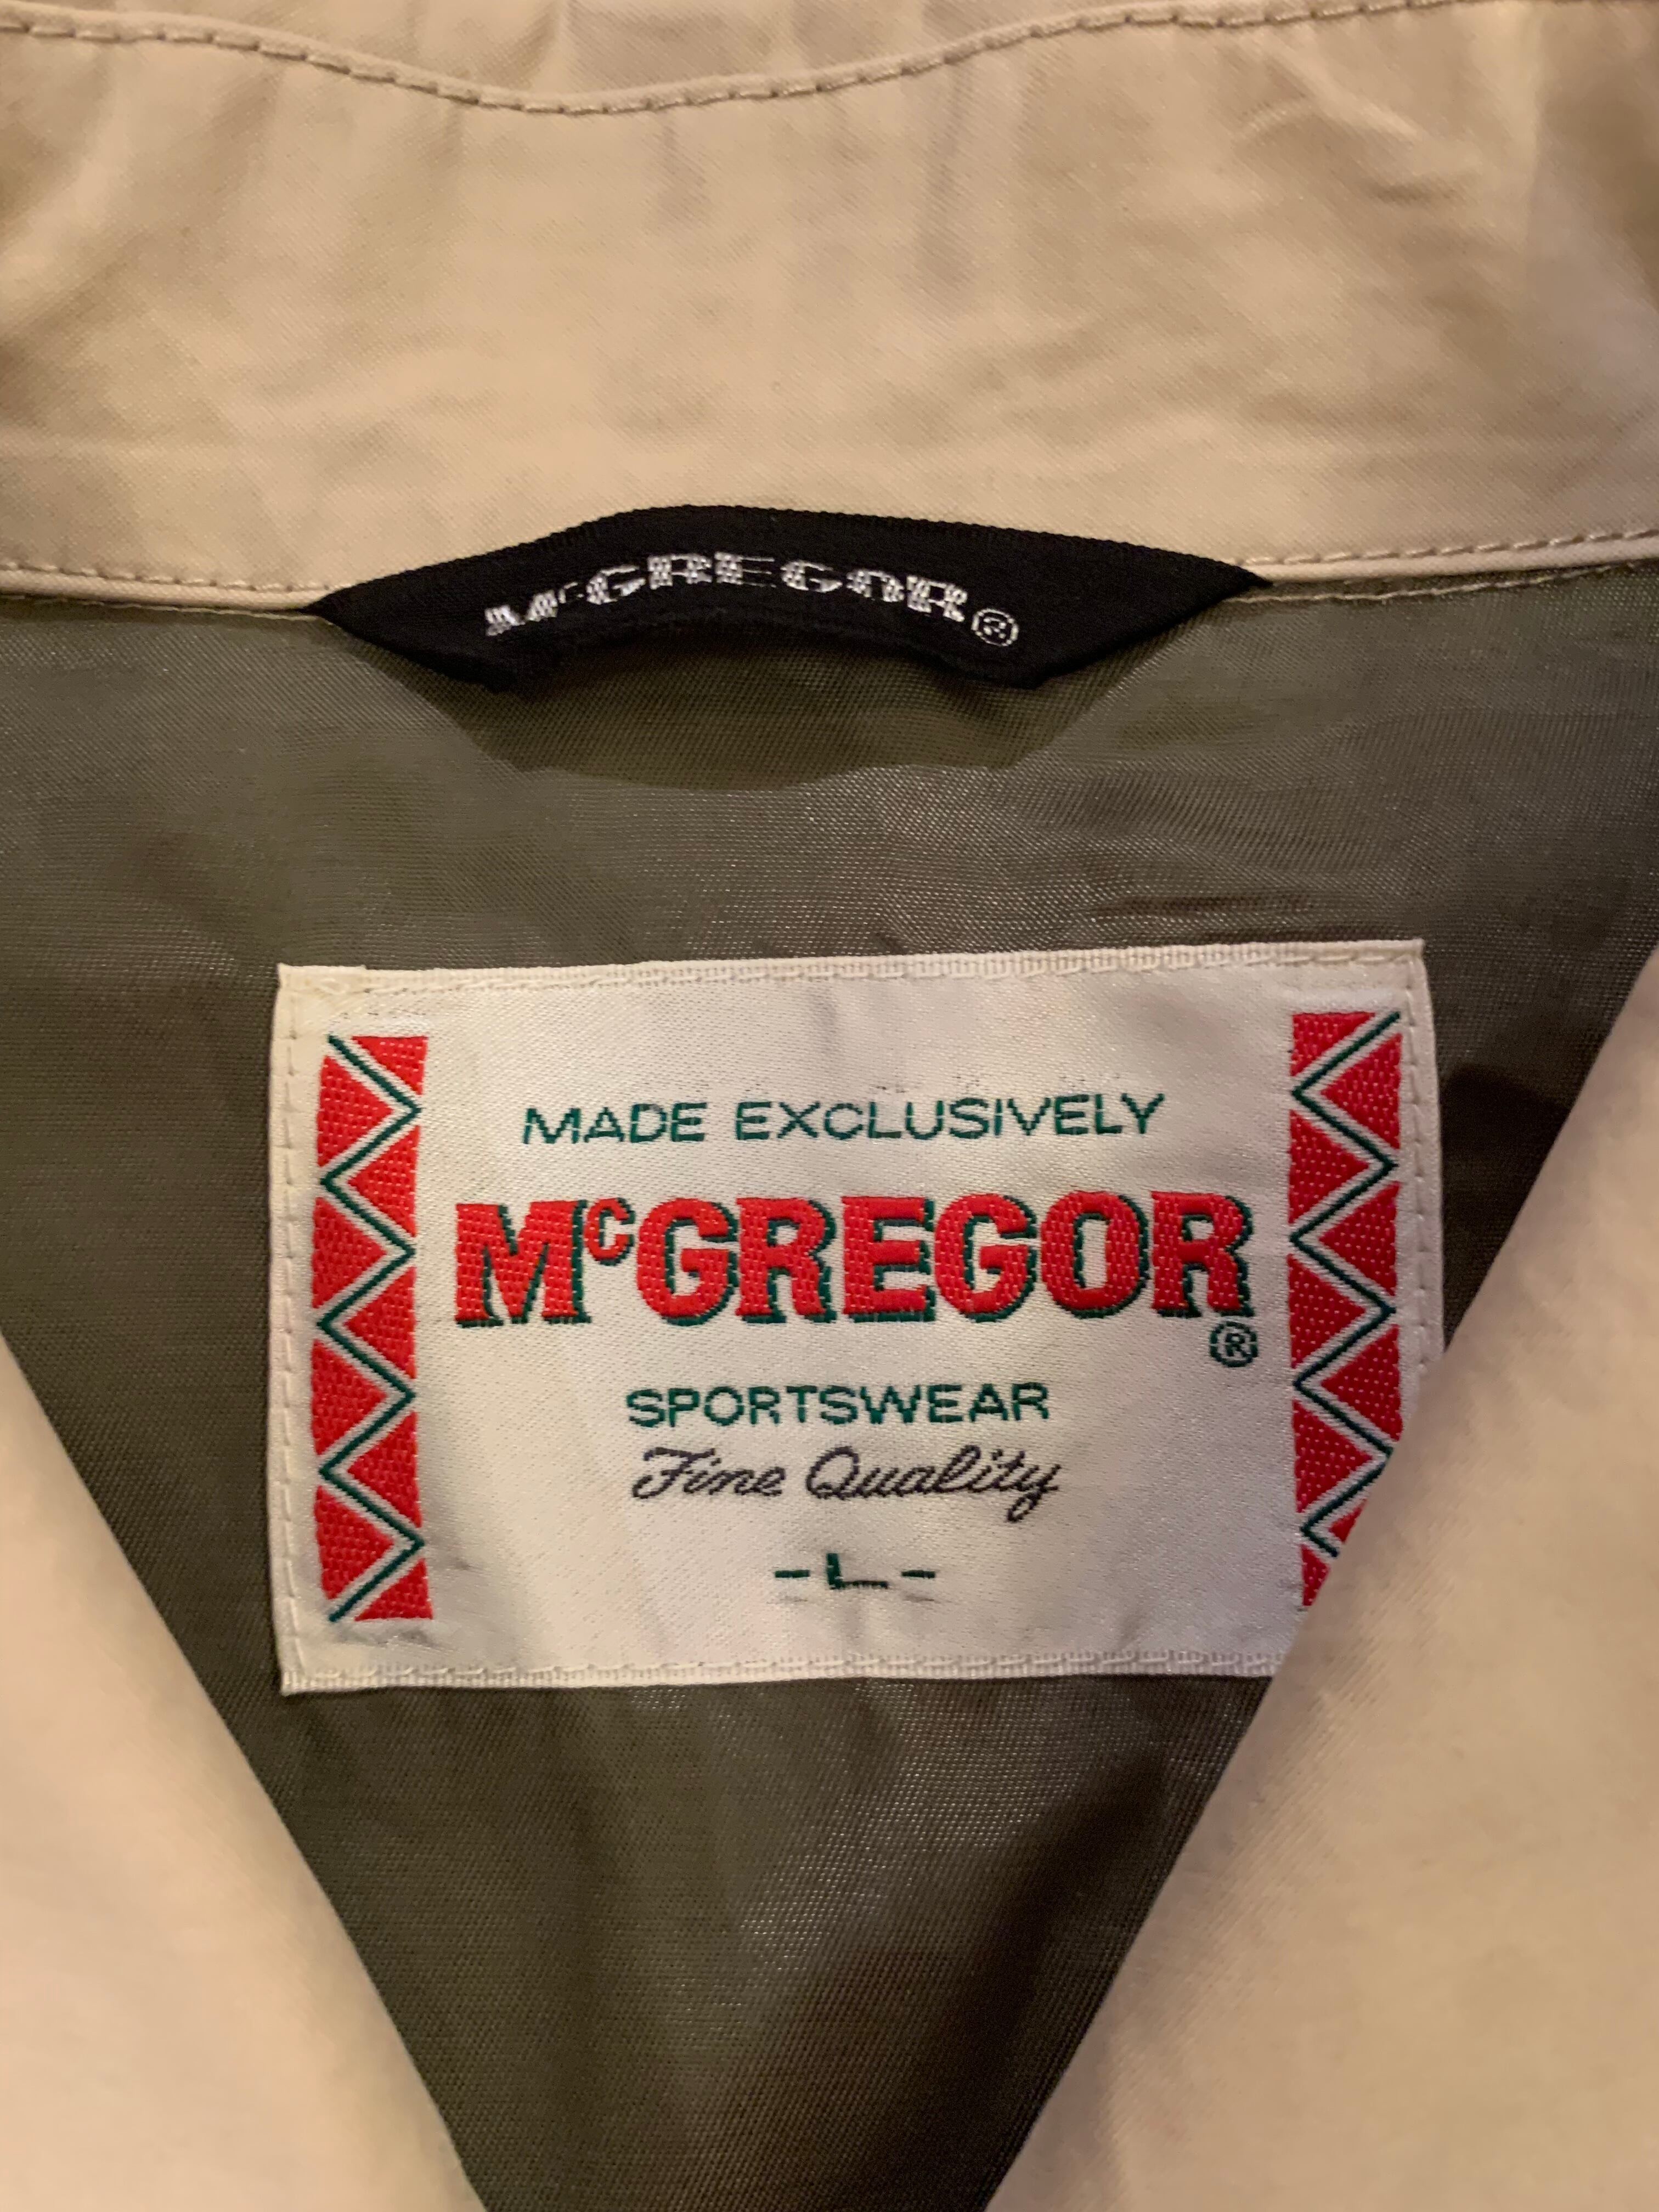 McGREGOR®
MADE EXCLUSIVELY
McGREGOR®
SPORTSWEAR
Fine Quality
-L-